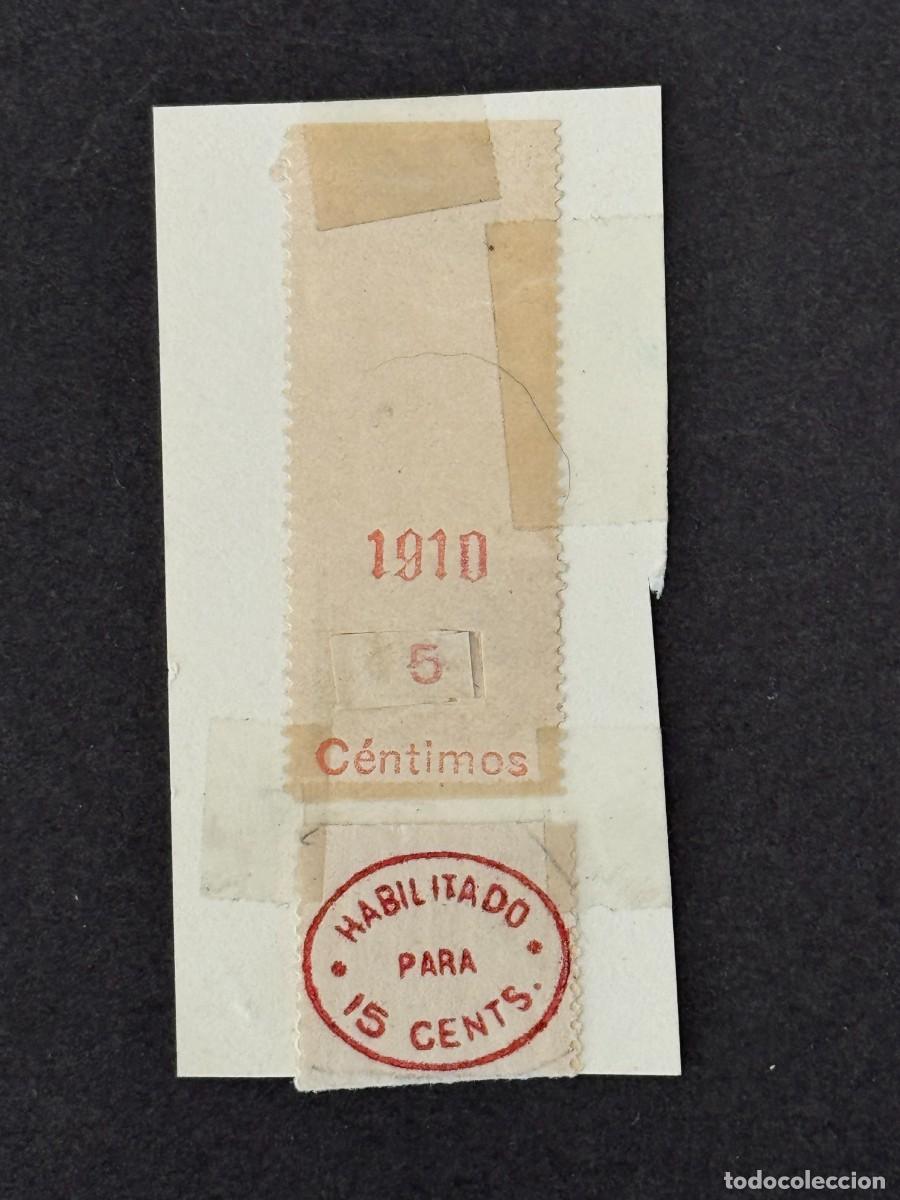 1910
5
Céntimos
HABILITADO
PARA
15 CENTS.
todocoleccion